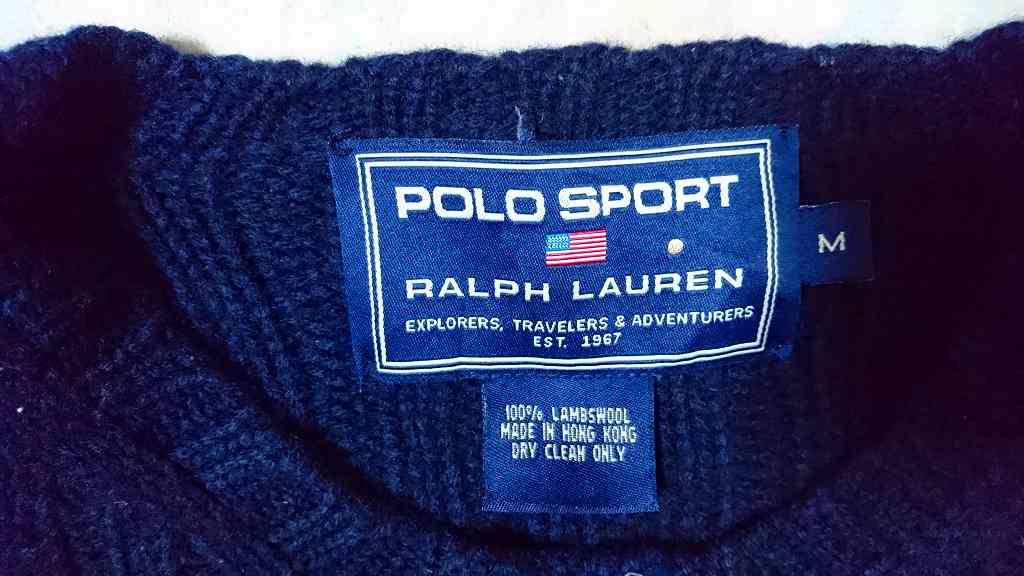 POLO SPORT
RALPH LAUREN
EXPLORERS, TRAVELERS & ADVENTURERS
EST. 1967
M
100% LAMBSWOOL
MADE IN HONG KONG
DRY CLEAN ONLY